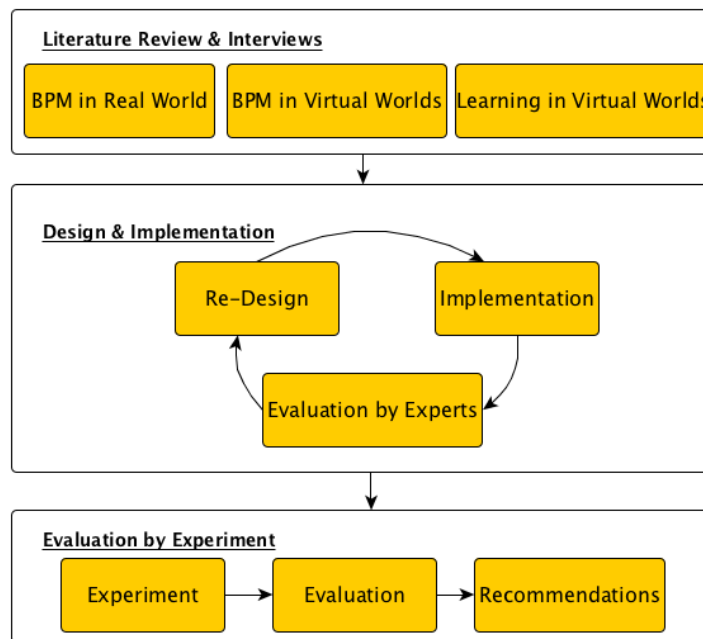 Literature Review & Interviews
BPM in Real World
BPM in Virtual Worlds
Learning in Virtual Worlds
Design & Implementation
Re-Design
Implementation
Evaluation by Experts
Evaluation by Experiment
Experiment
Evaluation
Recommendations